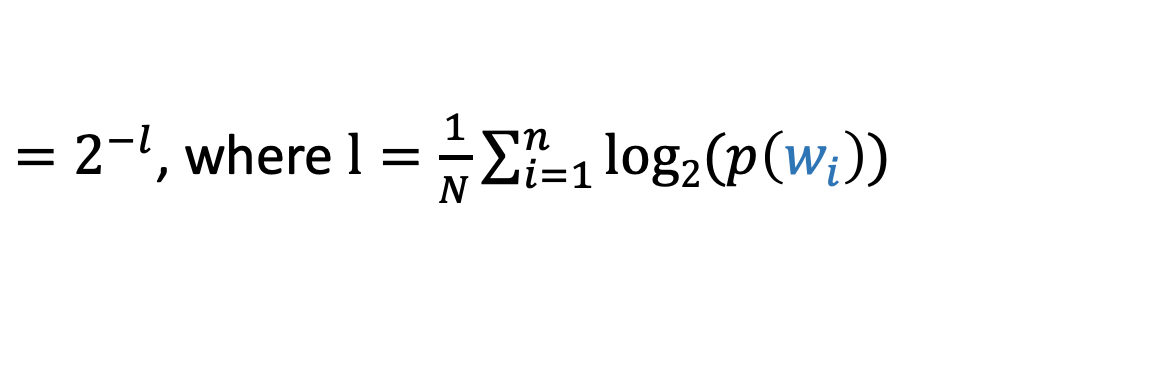 = 2^{-l}, where l = \frac{1}{N} \sum_{i=1}^{n} log_2(p(w_i))